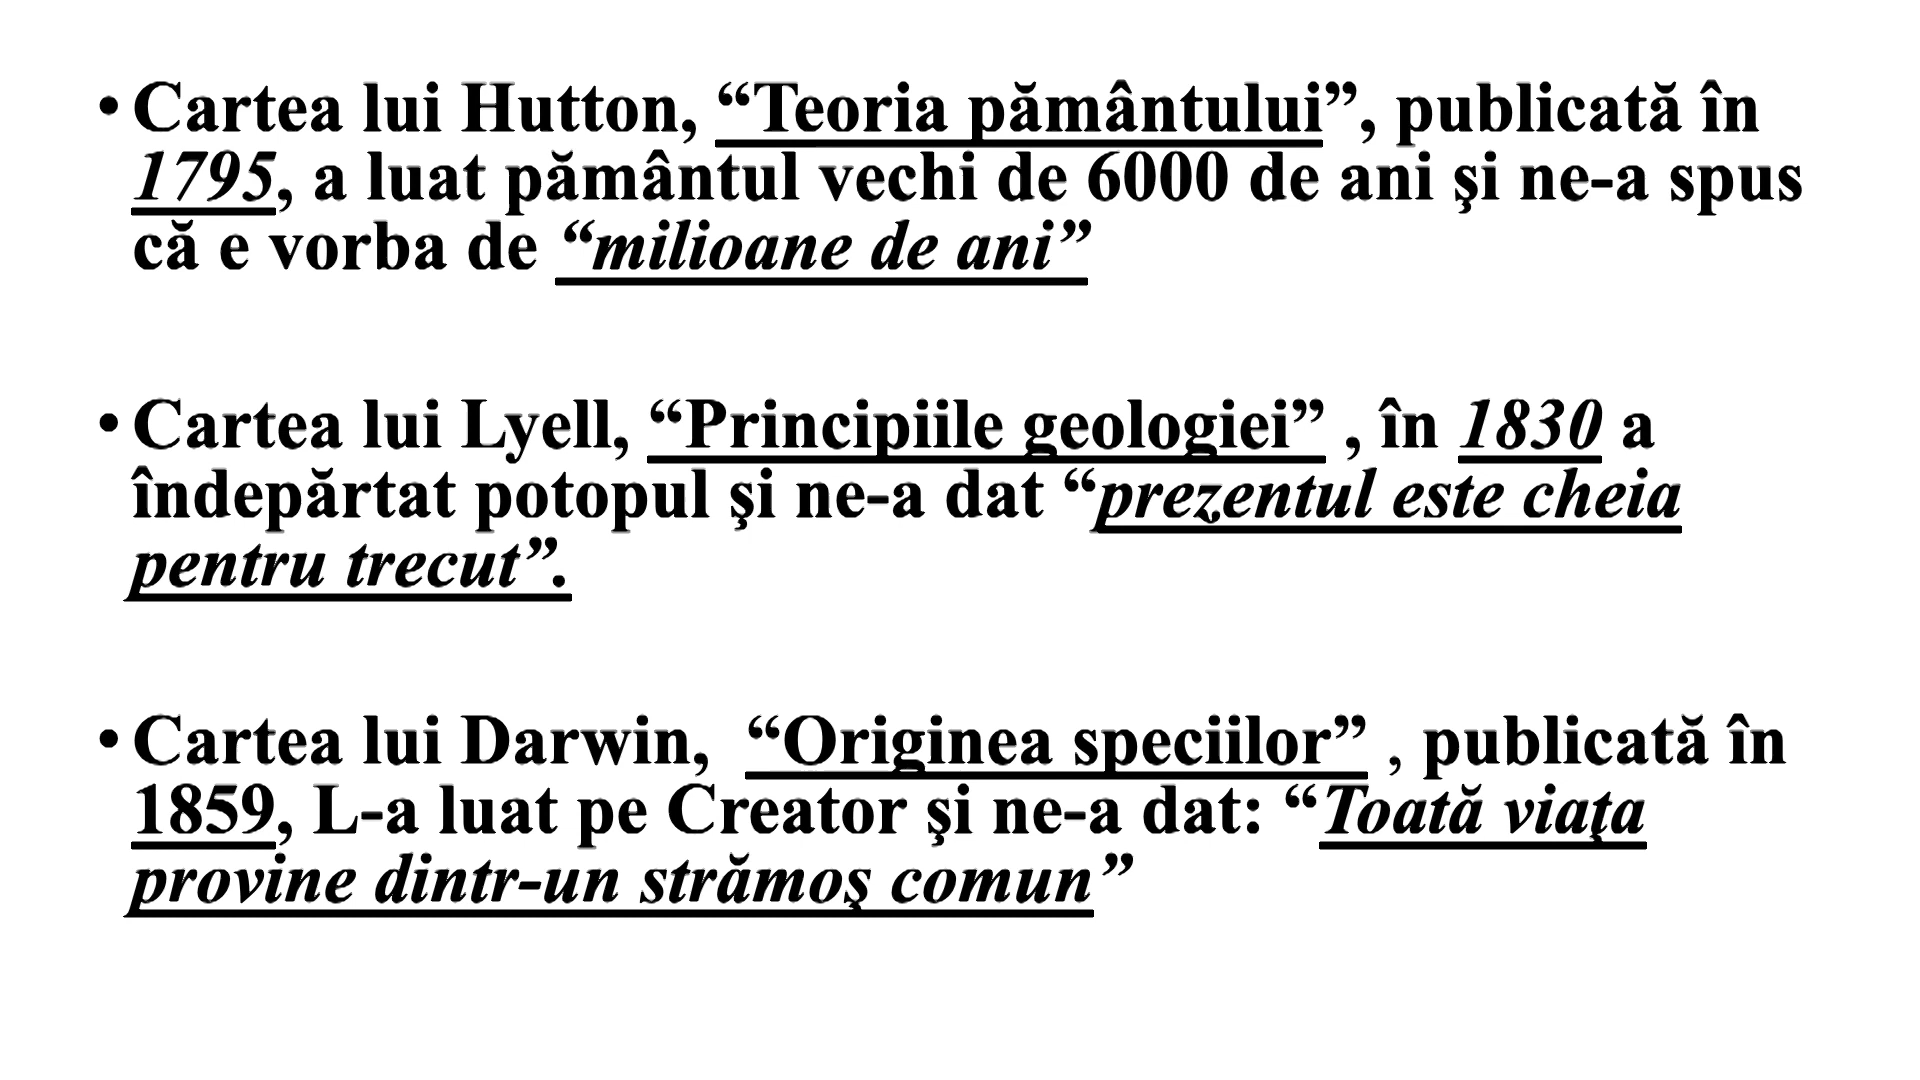 • Cartea lui Hutton, “Teoria pământului”, publicată în
1795, a luat pământul vechi de 6000 de ani şi ne-a spus
că e vorba de “milioane de ani”
• Cartea lui Lyell, “Principiile geologiei” , în 1830 a
îndepărtat potopul şi ne-a dat “prezentul este cheia
pentru trecut”.
• Cartea lui Darwin,  “Originea speciilor” , publicată în
1859, L-a luat pe Creator şi ne-a dat: “Toată viaţa
provine dintr-un strămoş comun”